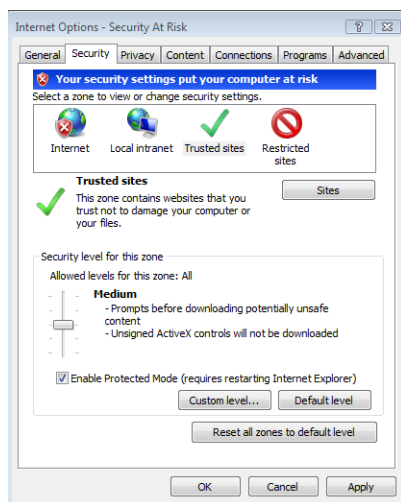 Internet Options - Security At Risk
General Security Privacy Content Connections Programs Advanced
Your security settings put your computer at risk
Select a zone to view or change security settings.
Internet Local intranet Trusted sites Restricted
sites
Trusted sites
Sites
This zone contains websites that you
trust not to damage your computer or
your files.
Security level for this zone
Allowed levels for this zone: All
Medium
- Prompts before downloading potentially unsafe
content
- Unsigned ActiveX controls will not be downloaded
Enable Protected Mode (requires restarting Internet Explorer)
Custom level... Default level
Reset all zones to default level
OK Cancel Apply